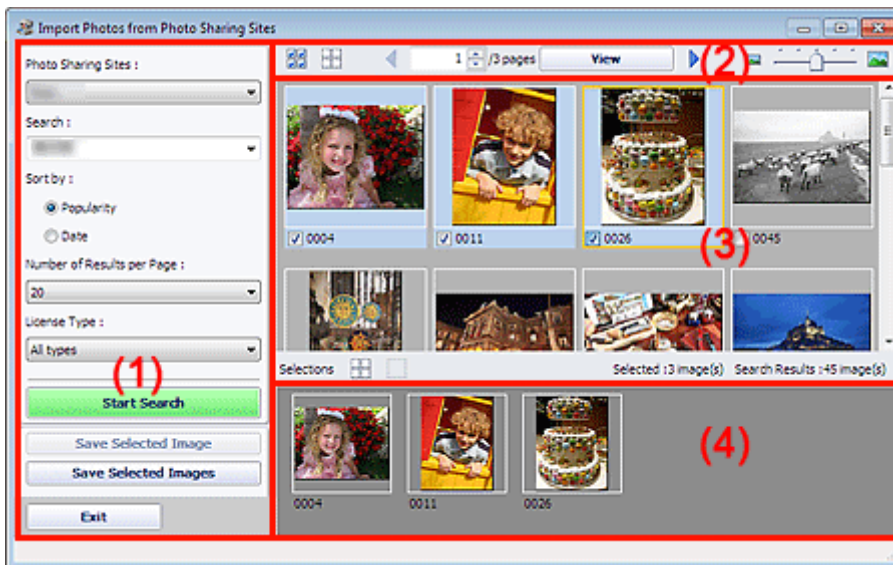 Import Photos from Photo Sharing Sites
Photo Sharing Sites :
Search :
Sort by :
Popularity
Date
Number of Results per Page :
20
License Type :
All types
(1)
Start Search
Save Selected Image
Save Selected Images
Exit
1 /3 pages View (2)
0004 0011 0026 0045
(3)
Selections Selected :3 image(s) Search Results :45 image(s)
(4)
0004 0011 0026